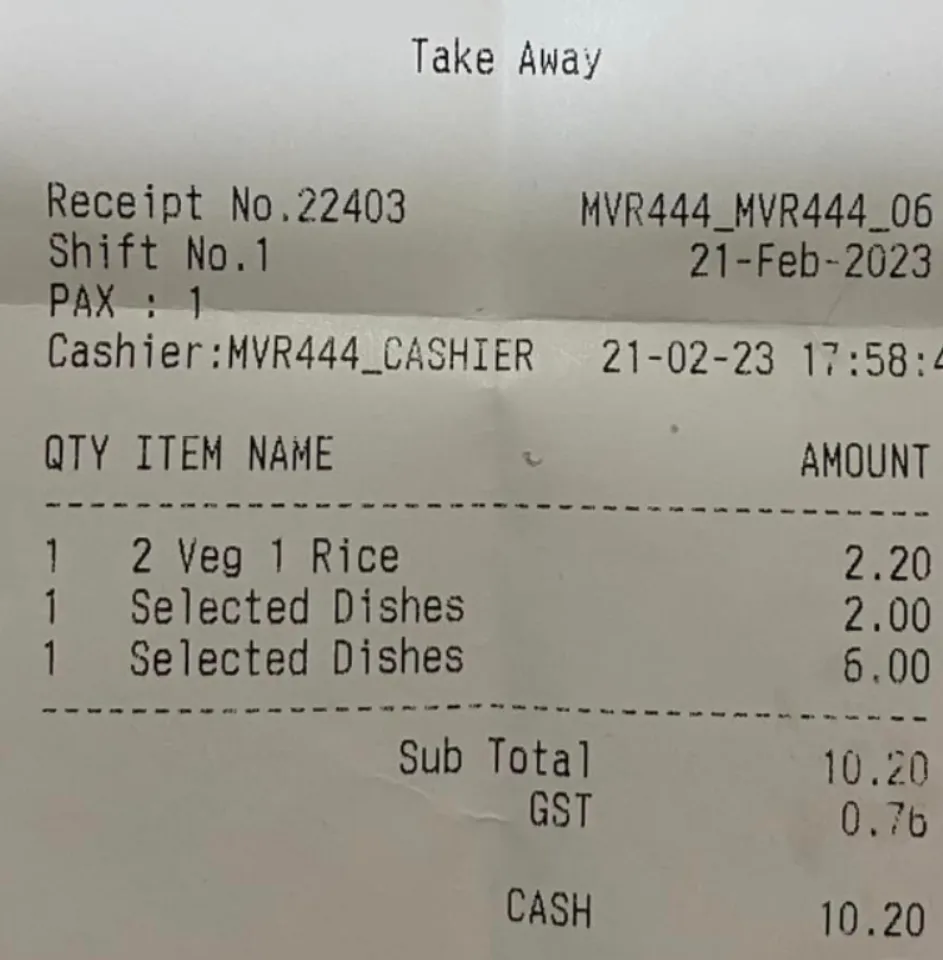 Take Away
Receipt No.22403 MVR444_MVR444_06
Shift No.1 21-Feb-2023
PAX : 1
Cashier:MVR444_CASHIER 21-02-23 17:58:4
QTY ITEM NAME AMOUNT
1 2 Veg 1 Rice 2.20
1 Selected Dishes 2.00
1 Selected Dishes 6.00
Sub Total 10.20
GST 0.76
CASH 10.20